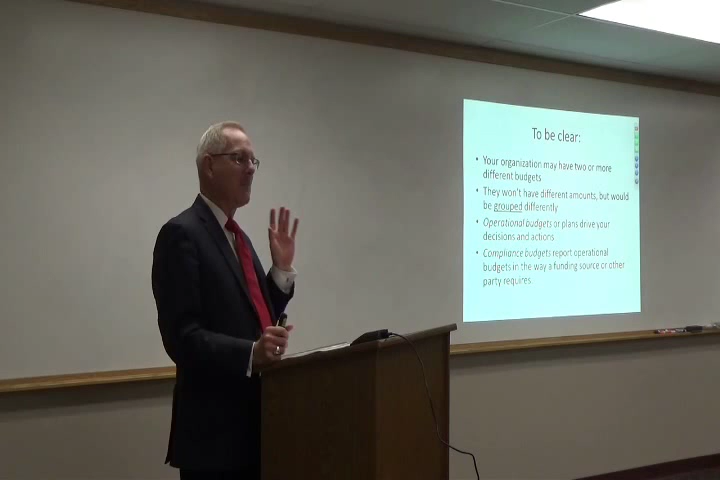 To be clear:
• Your organization may have two or more
different budgets
• They won't have different amounts, but would
be grouped differently
• Operational budgets or plans drive your
decisions and actions
• Compliance budgets report operational
budgets in the way a funding source or other
party requires